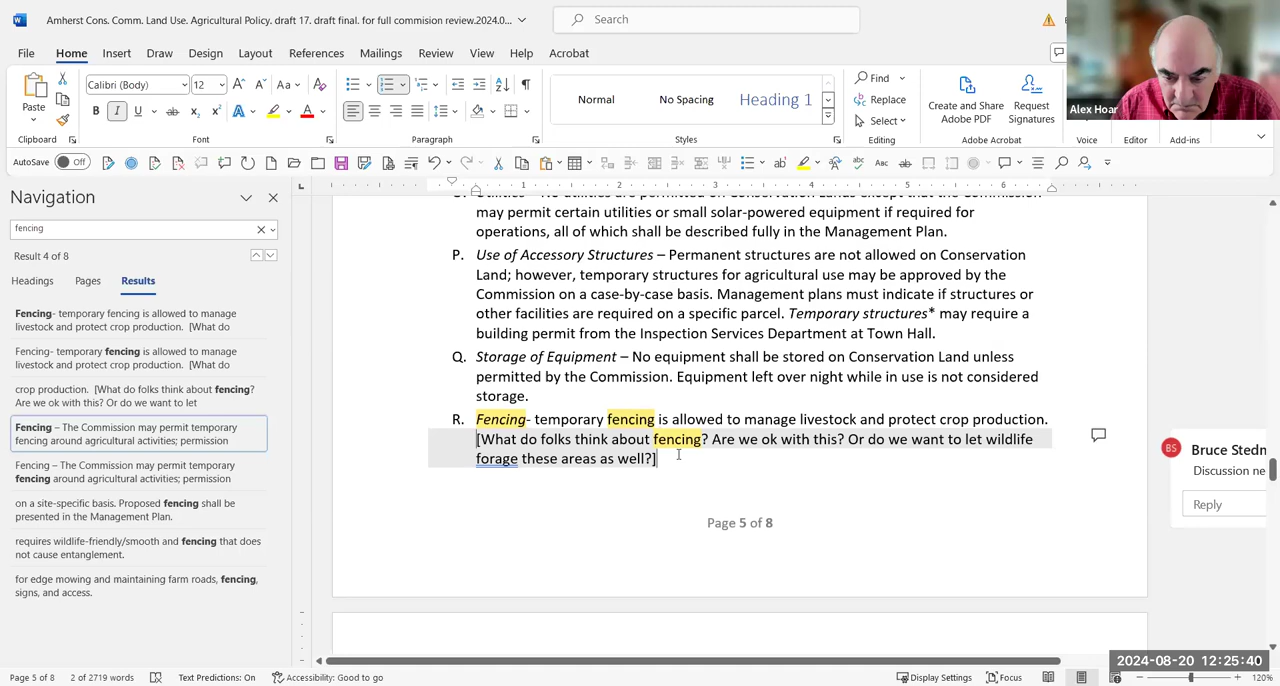 Amherst Cons. Comm. Land Use. Agricultural Policy. draft 17. draft final. for full commision review.2024.0...
Search
File Home Insert Draw Design Layout References Mailings Review View Help Acrobat
Alex Hoar
Paste
Calibri (Body) 12
Normal No Spacing Heading 1
Find
Replace
Select
Create and Share Adobe PDF
Request Signatures
Clipboard Font Paragraph Styles Editing Adobe Acrobat Voice Editor Add-ins
AutoSave Off
Navigation
fencing
Result 4 of 8
Headings Pages Results
Fencing- temporary fencing is allowed to manage
livestock and protect crop production. [What do
Fencing- temporary fencing is allowed to manage
livestock and protect crop production. [What do
crop production. [What do folks think about fencing?
Are we ok with this? Or do we want to let
Fencing – The Commission may permit temporary
fencing around agricultural activities; permission
Fencing – The Commission may permit temporary
fencing around agricultural activities; permission
on a site-specific basis. Proposed fencing shall be
presented in the Management Plan.
requires wildlife-friendly/smooth and fencing that does
not cause entanglement.
for edge mowing and maintaining farm roads, fencing,
signs, and access.
may permit certain utilities or small solar-powered equipment if required for
operations, all of which shall be described fully in the Management Plan.
P. Use of Accessory Structures – Permanent structures are not allowed on Conservation
Land; however, temporary structures for agricultural use may be approved by the
Commission on a case-by-case basis. Management plans must indicate if structures or
other facilities are required on a specific parcel. Temporary structures* may require a
building permit from the Inspection Services Department at Town Hall.
Q. Storage of Equipment – No equipment shall be stored on Conservation Land unless
permitted by the Commission. Equipment left over night while in use is not considered
storage.
R. Fencing- temporary fencing is allowed to manage livestock and protect crop production.
[What do folks think about fencing? Are we ok with this? Or do we want to let wildlife
forage these areas as well?]
Page 5 of 8
BS Bruce Stedn
Discussion ne
Reply
2024-08-20 12:25:40
Page 5 of 8 2 of 2719 words Text Predictions: On Accessibility: Good to go Display Settings Focus 120%